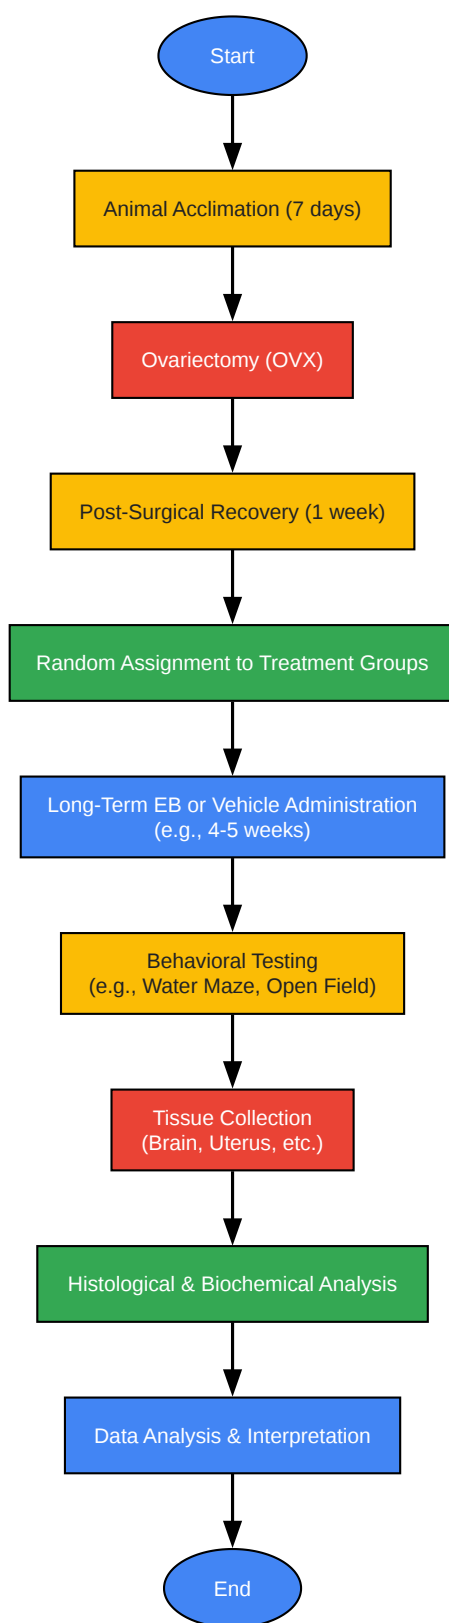 Start
Animal Acclimation (7 days)
Ovariectomy (OVX)
Post-Surgical Recovery (1 week)
Random Assignment to Treatment Groups
Long-Term EB or Vehicle Administration
(e.g., 4-5 weeks)
Behavioral Testing
(e.g., Water Maze, Open Field)
Tissue Collection
(Brain, Uterus, etc.)
Histological & Biochemical Analysis
Data Analysis & Interpretation
End